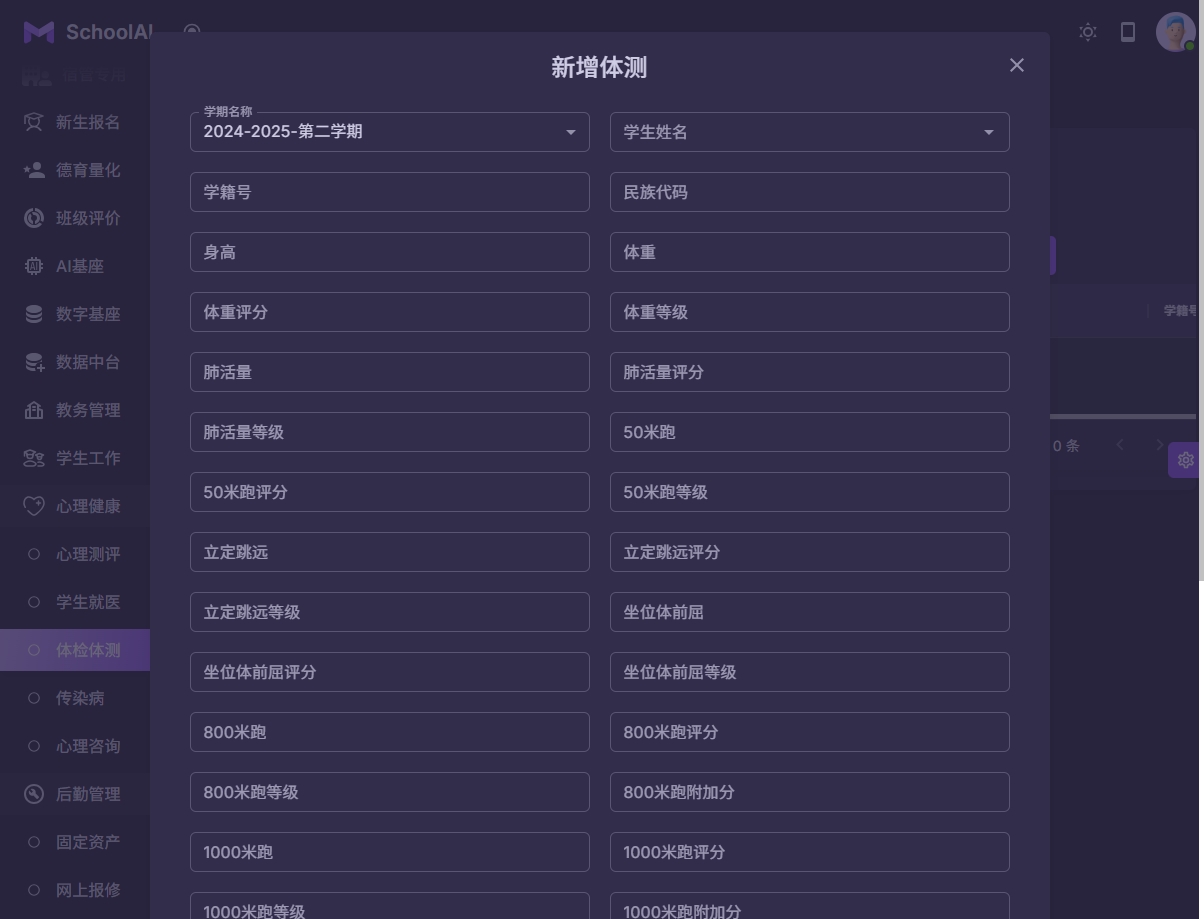 SchoolAI
新增体测
新生报名
德育量化
班级评价
AI基座
数字基座
数据中台
教务管理
学生工作
心理健康
心理测评
学生就医
体检体测
传染病
心理咨询
后勤管理
固定资产
网上报修
学期名称
2024-2025-第二学期
学生姓名
学籍号
民族代码
身高
体重
体重评分
体重等级
肺活量
肺活量评分
肺活量等级
50米跑
50米跑评分
50米跑等级
立定跳远
立定跳远评分
立定跳远等级
坐位体前屈
坐位体前屈评分
坐位体前屈等级
800米跑
800米跑评分
800米跑等级
800米跑附加分
1000米跑
1000米跑评分
1000米跑等级
1000米跑附加分
学籍号
0 条